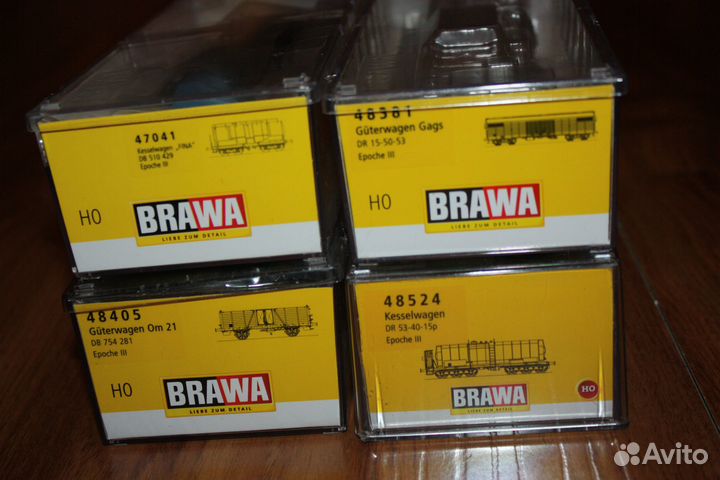 47041
Kesselwagen „FINA"
DB 510 429
Epoche III
H0
BRAWA
LIEBE ZUM DETAIL
48381
Güterwagen Gags
DR 15-50-53
Epoche III
H0
BRAWA
LIEBE ZUM DETAIL
48405
Güterwagen Om 21
DB 754 281
Epoche III
H0
BRAWA
LIEBE ZUM DETAIL
48524
Kesselwagen
DR 53-40-15p
Epoche III
BRAWA
LIEBE ZUM DETAIL
H0
Avito